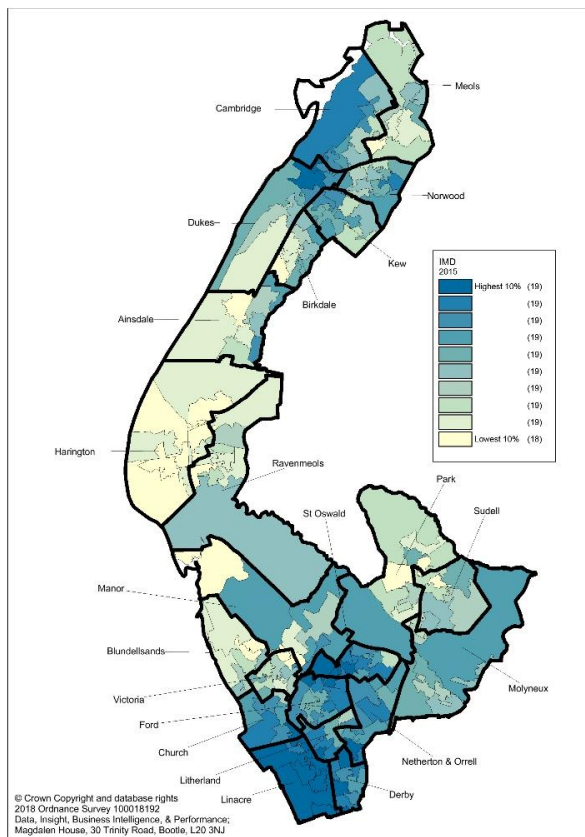 Meols
Cambridge
Norwood
Dukes
Kew
Birkdale
IMD
2015
Highest 10% (19)
(19)
(19)
(19)
(19)
(19)
(19)
(19)
(19)
Lowest 10% (18)
Ainsdale
Harington
Ravenmeols
Park
St Oswald
Sudell
Manor
Blundellsands
Molyneux
Victoria
Ford
Church
Netherton & Orrell
Litherland
Linacre
Derby
© Crown Copyright and database rights
2018 Ordnance Survey 100018192
Data, Insight, Business Intelligence, & Performance;
Magdalen House, 30 Trinity Road, Bootle, L20 3NJ